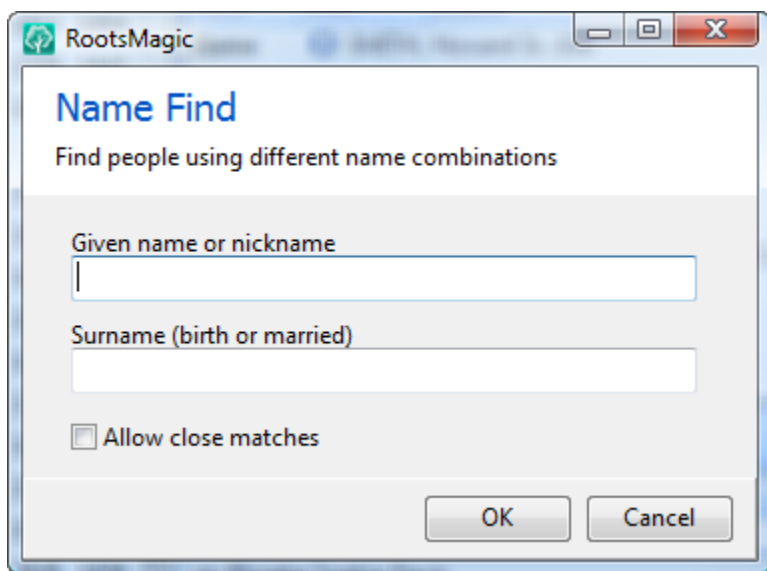 RootsMagic
Name Find
Find people using different name combinations
Given name or nickname
Surname (birth or married)
Allow close matches
OK
Cancel